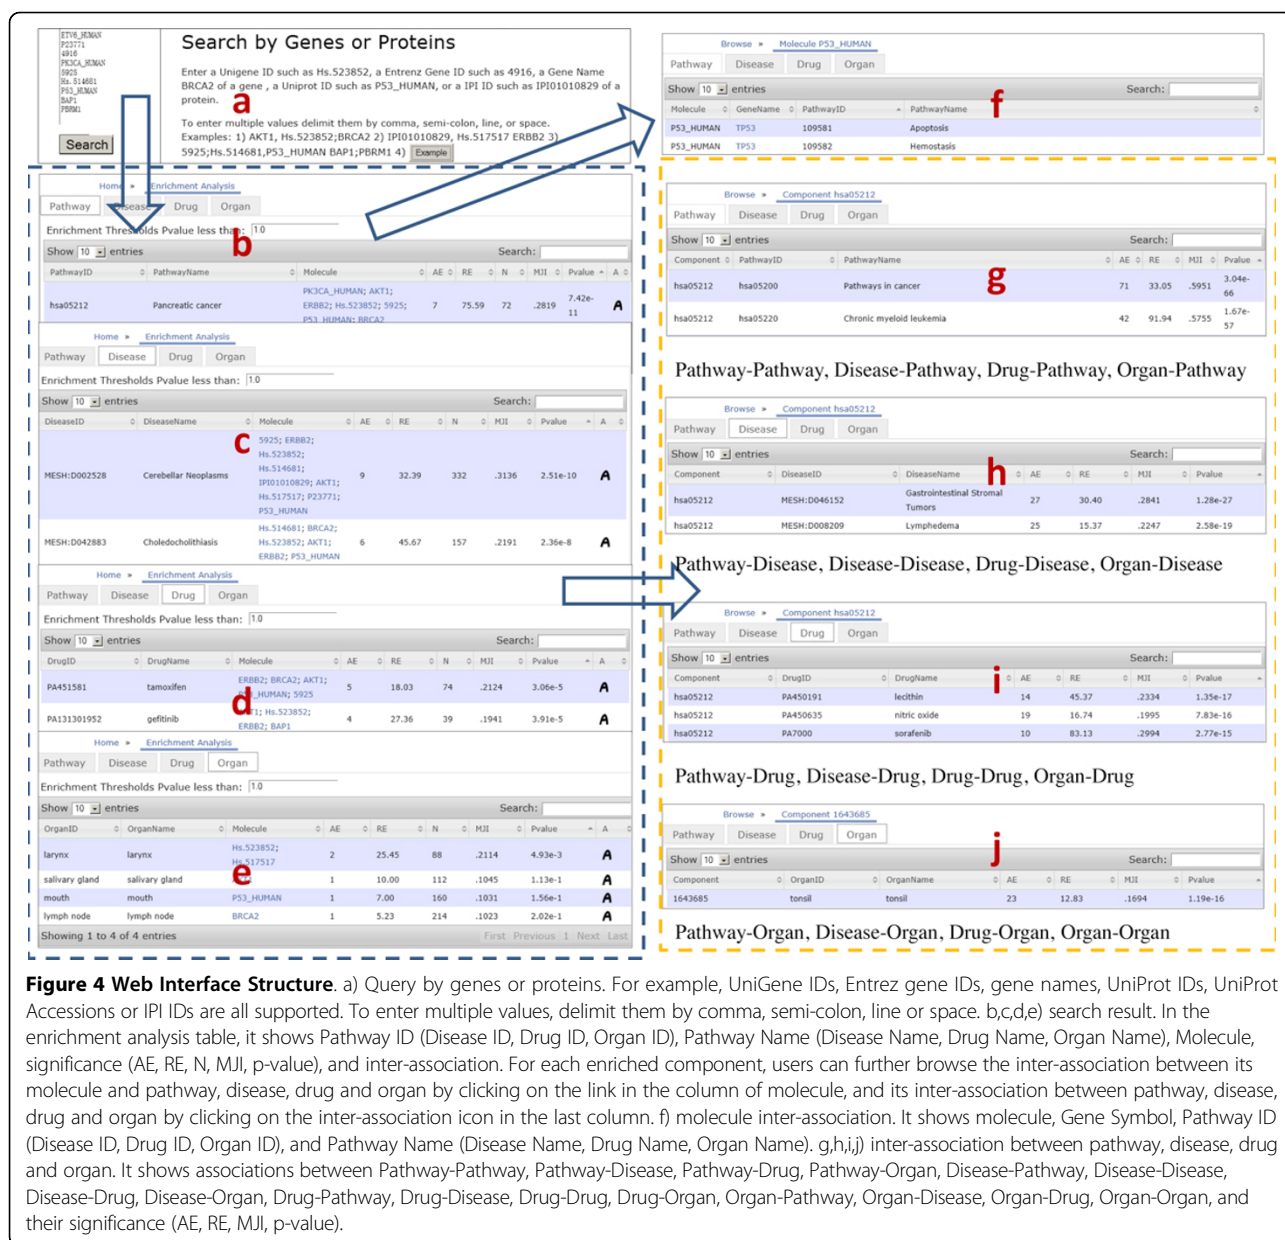 ETV6_HUMAN
P23771
4916
PK3CA_HUMAN
5925
Hs.514681
P53_HUMAN
BAP1
PBRM1
Search
Search by Genes or Proteins
Enter a Unigene ID such as Hs.523852, a Entrenz Gene ID such as 4916, a Gene Name
BRCA2 of a gene , a Uniprot ID such as P53_HUMAN, or a IPI ID such as IPI01010829 of a
protein.
a
To enter multiple values delimit them by comma, semi-colon, line, or space.
Examples: 1) AKT1, Hs.523852;BRCA2 2) IPI01010829, Hs.517517 ERBB2 3)
5925;Hs.514681,P53_HUMAN BAP1;PBRM1 4) Example
Home » Enrichment Analysis
Pathway Disease Drug Organ
Enrichment Thresholds Pvalue less than: 1.0
b
Show 10 entries Search:
PathwayID PathwayName Molecule AE RE N MJI Pvalue A
hsa05212 Pancreatic cancer PK3CA_HUMAN; AKT1; ERBB2; Hs.523852; 5925; P53_HUMAN; BRCA2 7 75.59 72 .2819 7.42e-11 A
Home » Enrichment Analysis
Pathway Disease Drug Organ
Enrichment Thresholds Pvalue less than: 1.0
Show 10 entries Search:
DiseaseID DiseaseName Molecule AE RE N MJI Pvalue A
c
MESH:D002528 Cerebellar Neoplasms 5925; ERBB2; Hs.523852; Hs.514681; IPI01010829; AKT1; Hs.517517; P23771; P53_HUMAN 9 32.39 332 .3136 2.51e-10 A
MESH:D042883 Choledocholithiasis Hs.514681; BRCA2; Hs.523852; AKT1; ERBB2; P53_HUMAN 6 45.67 157 .2191 2.36e-8 A
Home » Enrichment Analysis
Pathway Disease Drug Organ
Enrichment Thresholds Pvalue less than: 1.0
Show 10 entries Search:
DrugID DrugName Molecule AE RE N MJI Pvalue A
PA451581 tamoxifen ERBB2; BRCA2; AKT1; HUMAN; 5925 5 18.03 74 .2124 3.06e-5 A
d
PA131301952 gefitinib Hs.523852; ERBB2; BAP1 4 27.36 39 .1941 3.91e-5 A
Home » Enrichment Analysis
Pathway Disease Drug Organ
Enrichment Thresholds Pvalue less than: 1.0
Show 10 entries Search:
OrganID OrganName Molecule AE RE N MJI Pvalue A
larynx larynx Hs.523852; Hs.517517 2 25.45 88 .2114 4.93e-3 A
e
salivary gland salivary gland 1 10.00 112 .1045 1.13e-1 A
mouth mouth P53_HUMAN 1 7.00 160 .1031 1.56e-1 A
lymph node lymph node BRCA2 1 5.23 214 .1023 2.02e-1 A
Showing 1 to 4 of 4 entries First Previous 1 Next Last
Browse » Molecule P53_HUMAN
Pathway Disease Drug Organ
Show 10 entries Search:
f
Molecule GeneName PathwayID PathwayName
P53_HUMAN TP53 109581 Apoptosis
P53_HUMAN TP53 109582 Hemostasis
Browse » Component hsa05212
Pathway Disease Drug Organ
Show 10 entries Search:
Component PathwayID PathwayName AE RE MJI Pvalue
g
hsa05212 hsa05200 Pathways in cancer 71 33.05 .5951 3.04e-66
hsa05212 hsa05220 Chronic myeloid leukemia 42 91.94 .5755 1.67e-57
Pathway-Pathway, Disease-Pathway, Drug-Pathway, Organ-Pathway
Browse » Component hsa05212
Pathway Disease Drug Organ
Show 10 entries Search:
Component DiseaseID DiseaseName AE RE MJI Pvalue
h
hsa05212 MESH:D046152 Gastrointestinal Stromal Tumors 27 30.40 .2841 1.28e-27
hsa05212 MESH:D008209 Lymphedema 25 15.37 .2247 2.58e-19
Pathway-Disease, Disease-Disease, Drug-Disease, Organ-Disease
Browse » Component hsa05212
Pathway Disease Drug Organ
Show 10 entries Search:
Component DrugID DrugName AE RE MJI Pvalue
i
hsa05212 PA450191 lecithin 14 45.37 .2334 1.35e-17
hsa05212 PA450635 nitric oxide 19 16.74 .1995 7.83e-16
hsa05212 PA7000 sorafenib 10 83.13 .2994 2.77e-15
Pathway-Drug, Disease-Drug, Drug-Drug, Organ-Drug
Browse » Component 1643685
Pathway Disease Drug Organ
j
Show 10 entries Search:
Component OrganID OrganName AE RE MJI Pvalue
1643685 tonsil tonsil 23 12.83 .1694 1.19e-16
Pathway-Organ, Disease-Organ, Drug-Organ, Organ-Organ
Figure 4 Web Interface Structure. a) Query by genes or proteins. For example, UniGene IDs, Entrez gene IDs, gene names, UniProt IDs, UniProt
Accessions or IPI IDs are all supported. To enter multiple values, delimit them by comma, semi-colon, line or space. b,c,d,e) search result. In the
enrichment analysis table, it shows Pathway ID (Disease ID, Drug ID, Organ ID), Pathway Name (Disease Name, Drug Name, Organ Name), Molecule,
significance (AE, RE, N, MJI, p-value), and inter-association. For each enriched component, users can further browse the inter-association between its
molecule and pathway, disease, drug and organ by clicking on the link in the column of molecule, and its inter-association between pathway, disease,
drug and organ by clicking on the inter-association icon in the last column. f) molecule inter-association. It shows molecule, Gene Symbol, Pathway ID
(Disease ID, Drug ID, Organ ID), and Pathway Name (Disease Name, Drug Name, Organ Name). g,h,i,j) inter-association between pathway, disease, drug
and organ. It shows associations between Pathway-Pathway, Pathway-Disease, Pathway-Drug, Pathway-Organ, Disease-Pathway, Disease-Disease,
Disease-Drug, Disease-Organ, Drug-Pathway, Drug-Disease, Drug-Drug, Drug-Organ, Organ-Pathway, Organ-Disease, Organ-Drug, Organ-Organ, and
their significance (AE, RE, MJI, p-value).